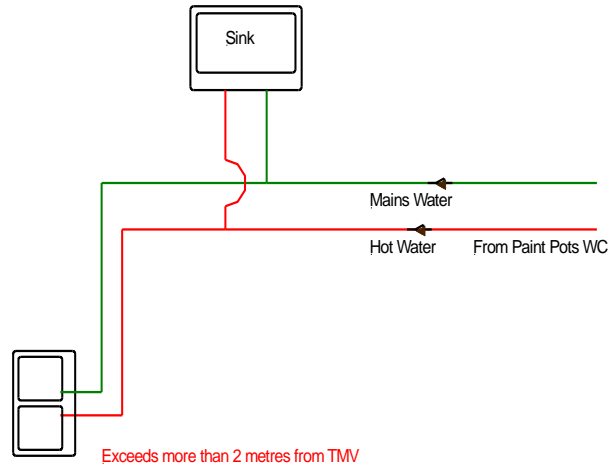 Sink
Mains Water
Hot Water
From Paint Pots WC
Exceeds more than 2 metres from TMV